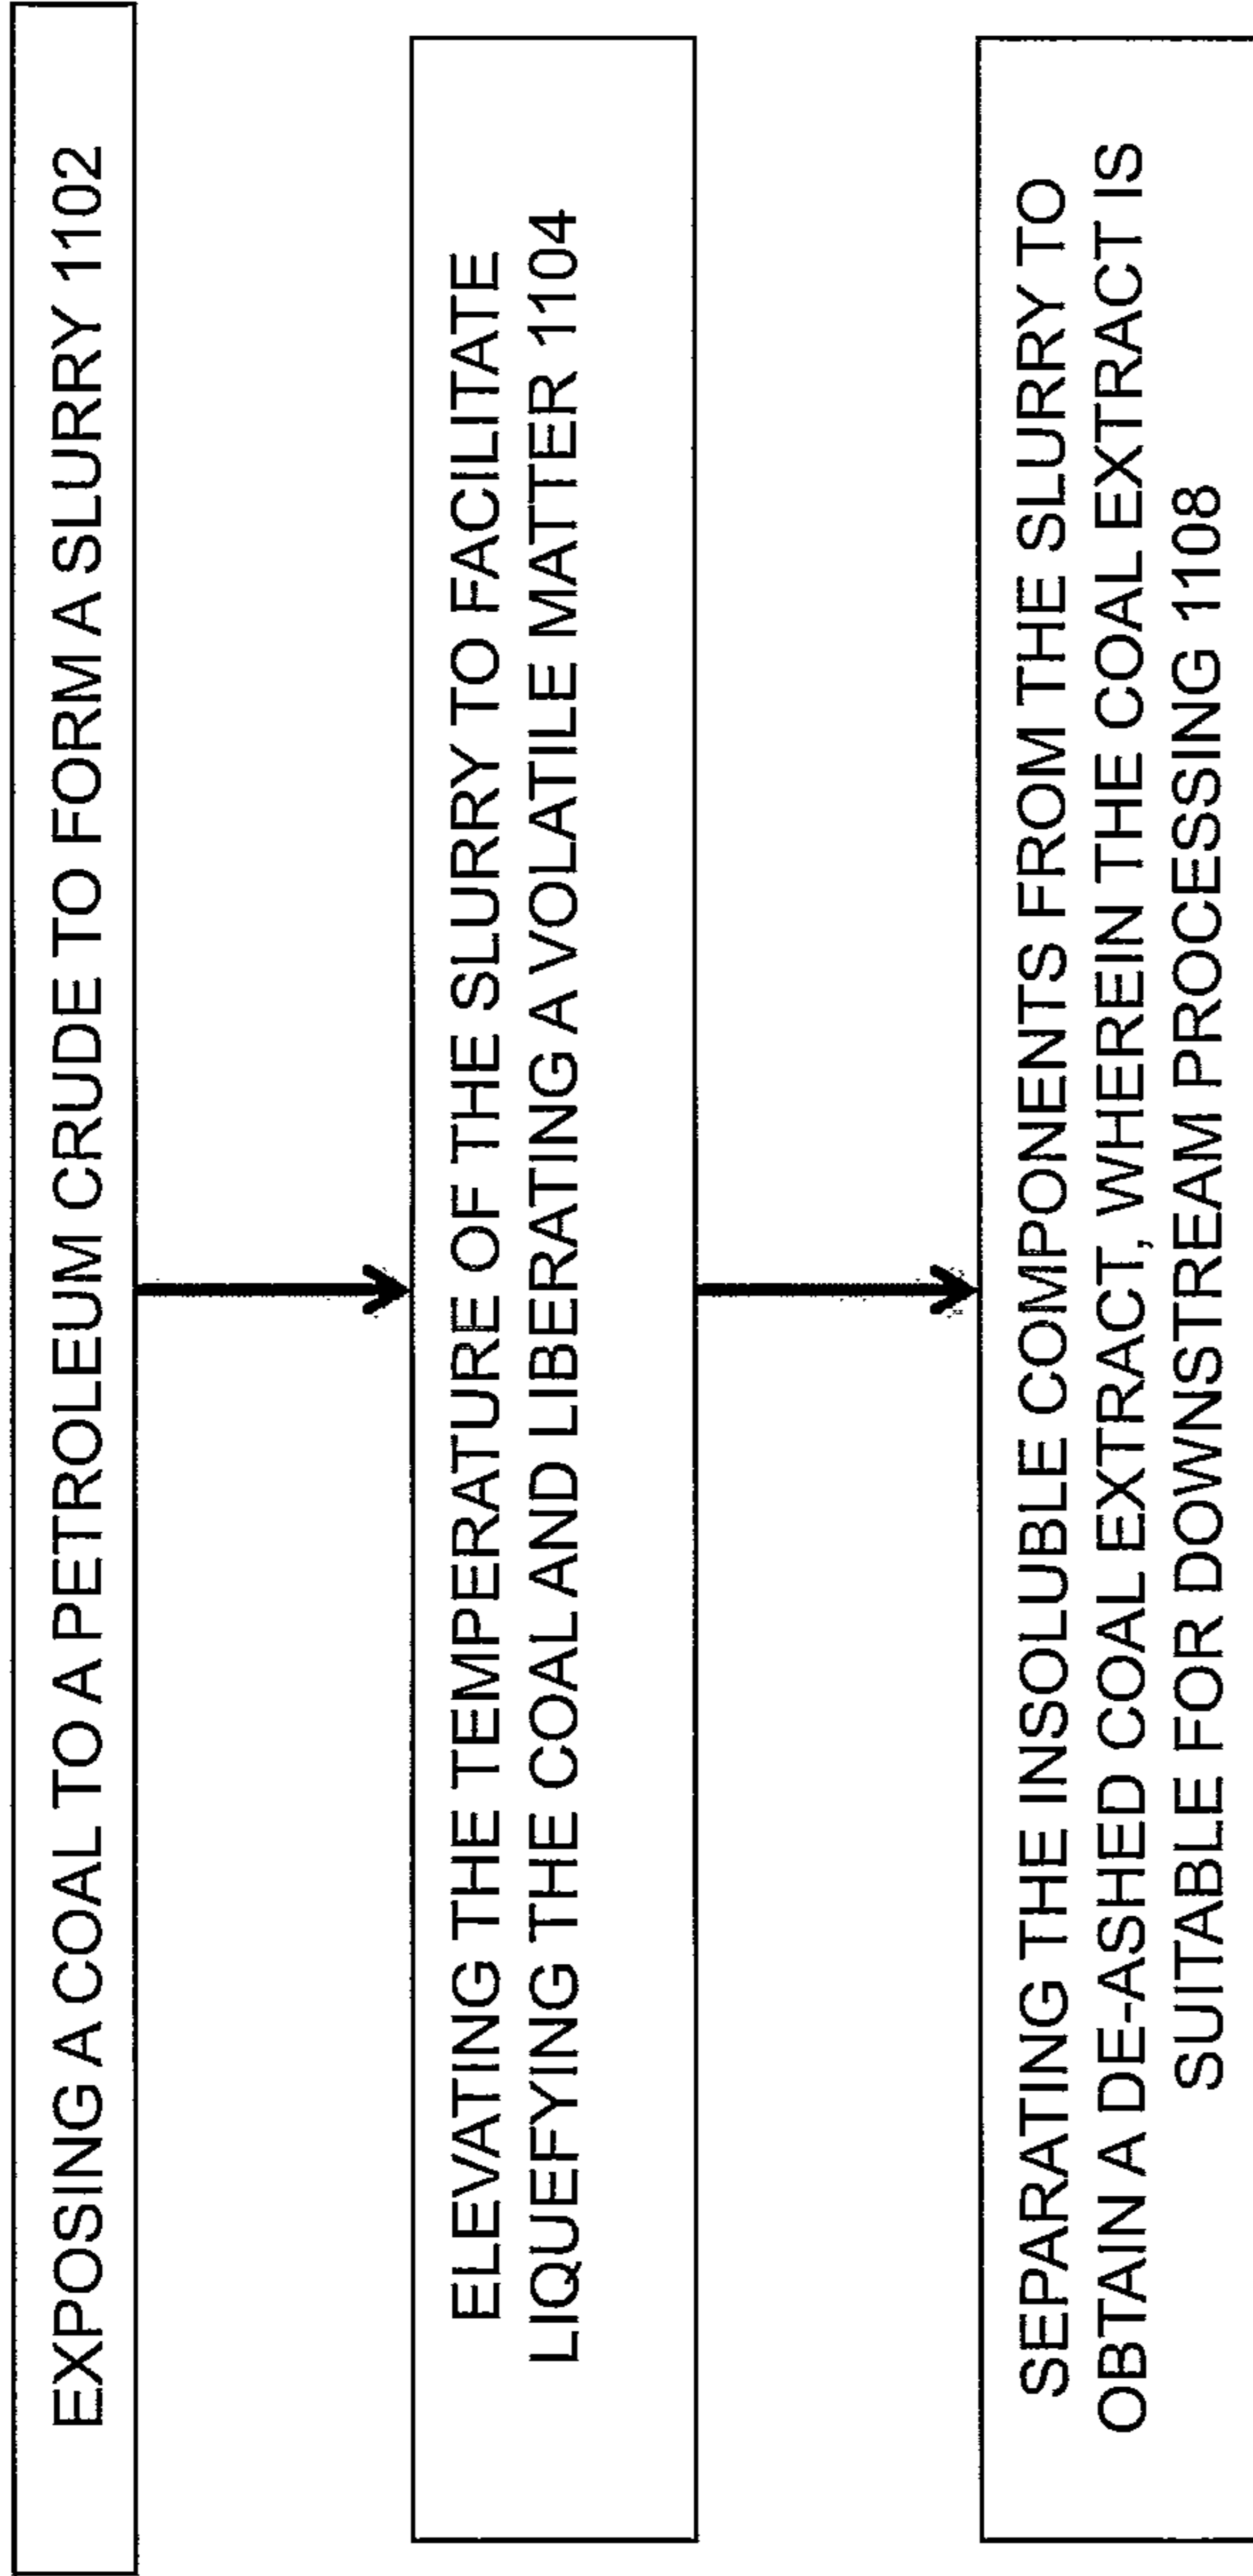 EXPOSING A COAL TO A PETROLEUM CRUDE TO FORM A SLURRY 1102
ELEVATING THE TEMPERATURE OF THE SLURRY TO FACILITATE
LIQUEFYING THE COAL AND LIBERATING A VOLATILE MATTER 1104
SEPARATING THE INSOLUBLE COMPONENTS FROM THE SLURRY TO
OBTAIN A DE-ASHED COAL EXTRACT, WHEREIN THE COAL EXTRACT IS
SUITABLE FOR DOWNSTREAM PROCESSING 1108